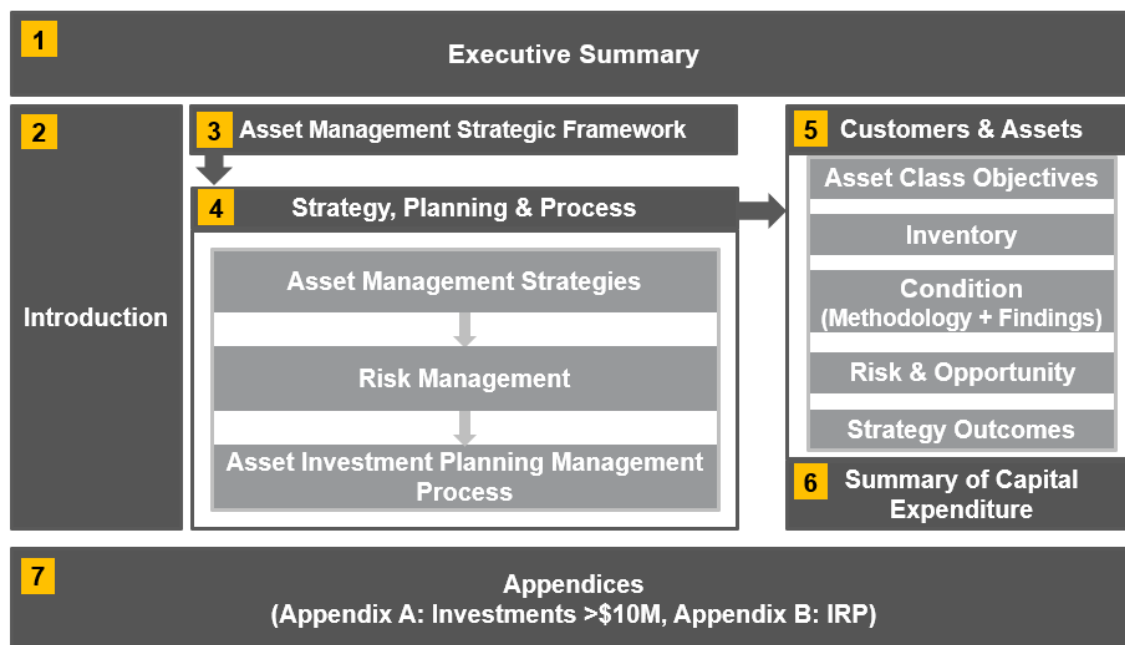 1
Executive Summary
2
Introduction
3
Asset Management Strategic Framework
4
Strategy, Planning & Process
Asset Management Strategies
Risk Management
Asset Investment Planning Management
Process
5
Customers & Assets
Asset Class Objectives
Inventory
Condition
(Methodology + Findings)
Risk & Opportunity
Strategy Outcomes
6
Summary of Capital
Expenditure
7
Appendices
(Appendix A: Investments >$10M, Appendix B: IRP)